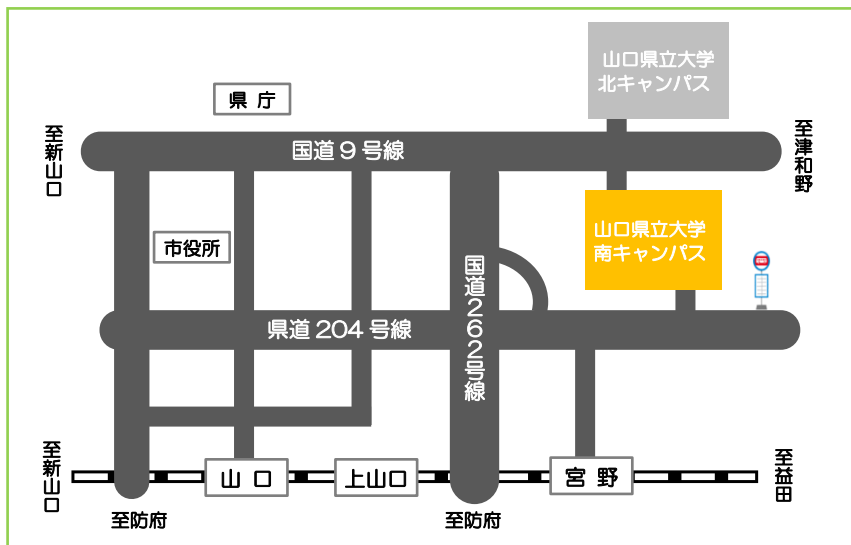 山口県立大学
北キャンパス
県庁
至新山口
国道9号線
至津和野
山口県立大学
南キャンパス
市役所
国道262号線
県道204号線
至新山口
山口
上山口
宮野
至益田
至防府
至防府